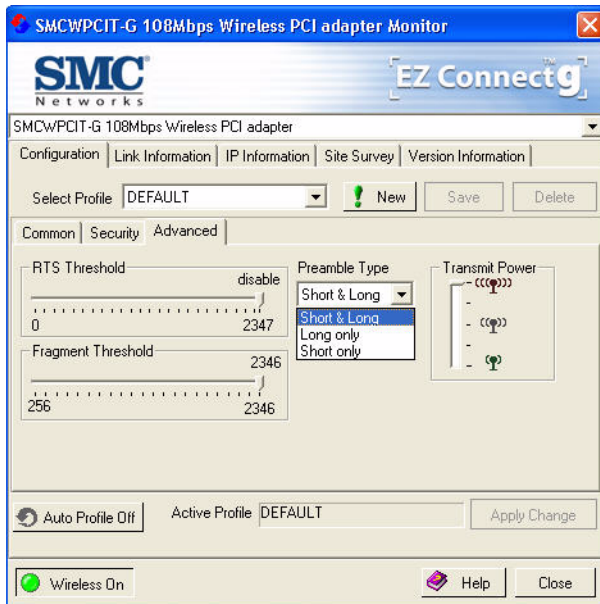 SMCWPCIT-G 108Mbps Wireless PCI adapter Monitor
SMC®
Networks
EZ Connect™ g
SMCWPCIT-G 108Mbps Wireless PCI adapter
Configuration Link Information IP Information Site Survey Version Information
Select Profile DEFAULT New Save Delete
Common Security Advanced
RTS Threshold
disable
0 2347
Fragment Threshold
2346
256 2346
Preamble Type
Short & Long
Short & Long
Long only
Short only
Transmit Power
Auto Profile Off Active Profile DEFAULT Apply Change
Wireless On Help Close